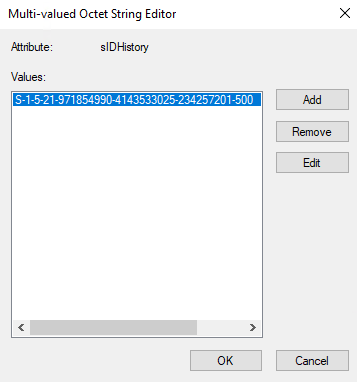 Multi-valued Octet String Editor
Attribute: sIDHistory
Values:
S-1-5-21-971854990-4143533025-234257201-500
Add
Remove
Edit
OK Cancel